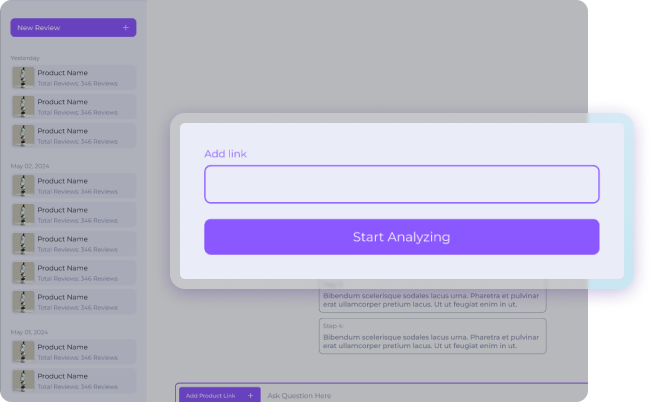 New Review +
Yesterday
Product Name
Total Reviews: 346 Reviews
Product Name
Total Reviews: 346 Reviews
Product Name
Total Reviews: 346 Reviews
May 02, 2024
Product Name
Total Reviews: 346 Reviews
Product Name
Total Reviews: 346 Reviews
Product Name
Total Reviews: 346 Reviews
Product Name
Total Reviews: 346 Reviews
Product Name
Total Reviews: 346 Reviews
May 01, 2024
Product Name
Total Reviews: 346 Reviews
Product Name
Total Reviews: 346 Reviews
Add link
Start Analyzing
Bibendum scelerisque sodales lacus urna. Pharetra et pulvinar
erat ullamcorper pretium lacus. Ut ut feugiat enim in ut.
Step 4:
Bibendum scelerisque sodales lacus urna. Pharetra et pulvinar
erat ullamcorper pretium lacus. Ut ut feugiat enim in ut.
Add Product Link +
Ask Question Here